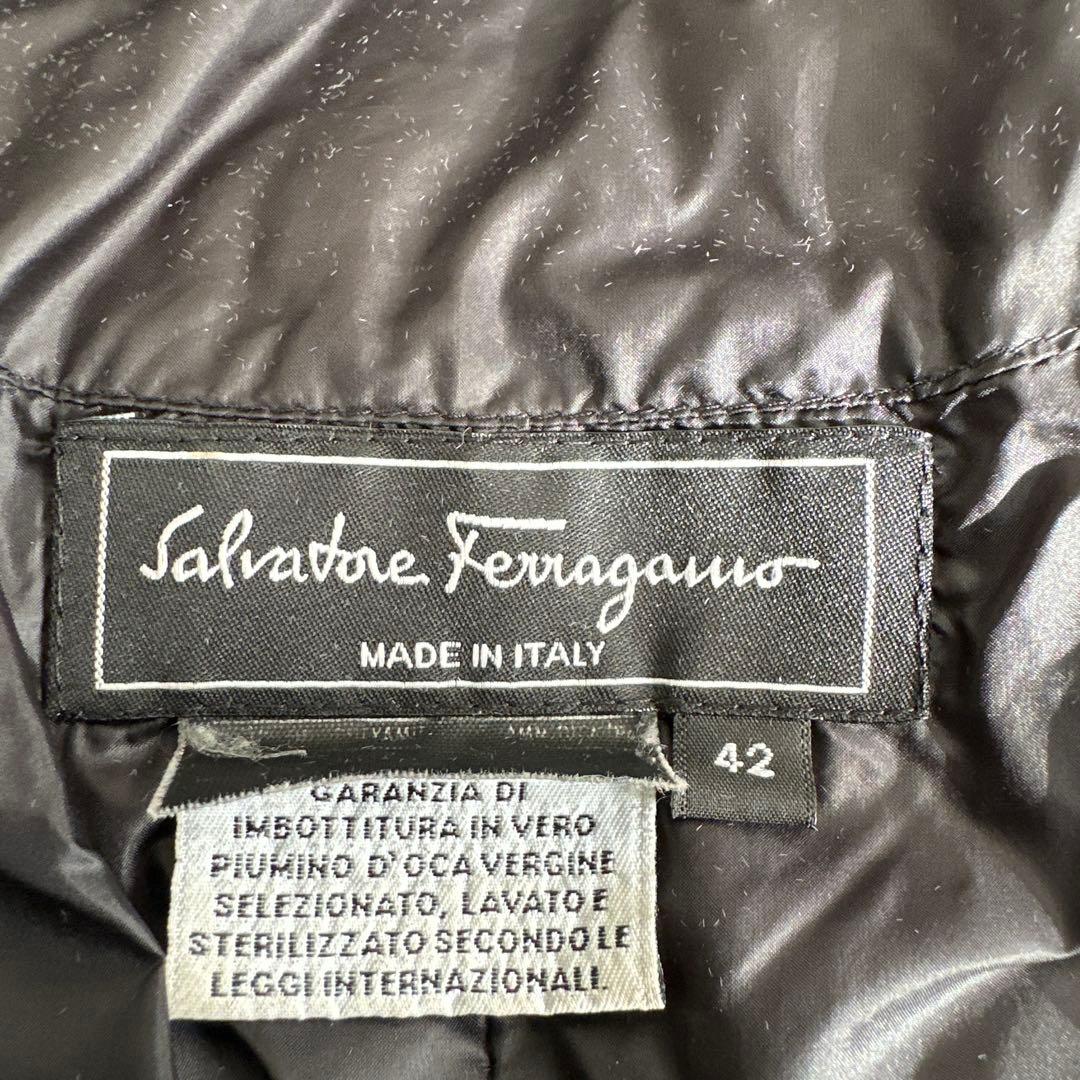 Salvatore Ferragamo
MADE IN ITALY
42
GARANZIA DI
IMBOTTITURA IN VERO
PIUMINO D'OCA VERGINE
SELEZIONATO, LAVATO E
STERILIZZATO SECONDO LE
LEGGI INTERNAZIONALI.